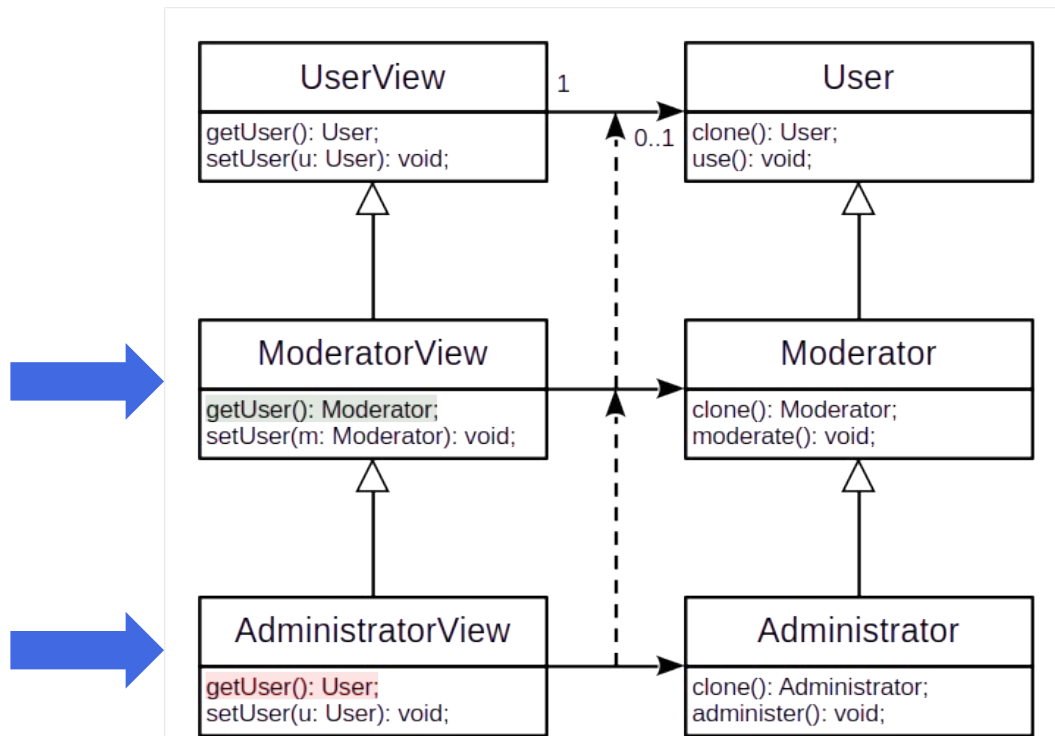 UserView
getUser(): User;
setUser(u: User): void;
1
0..1
User
clone(): User;
use(): void;
ModeratorView
getUser(): Moderator;
setUser(m: Moderator): void;
Moderator
clone(): Moderator;
moderate(): void;
AdministratorView
getUser(): User;
setUser(u: User): void;
Administrator
clone(): Administrator;
administer(): void;